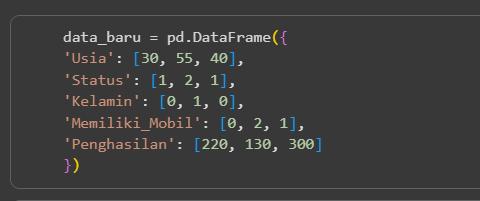 data_baru = pd.DataFrame({
'Usia': [30, 55, 40],
'Status': [1, 2, 1],
'Kelamin': [0, 1, 0],
'Memiliki_Mobil': [0, 2, 1],
'Penghasilan': [220, 130, 300]
})